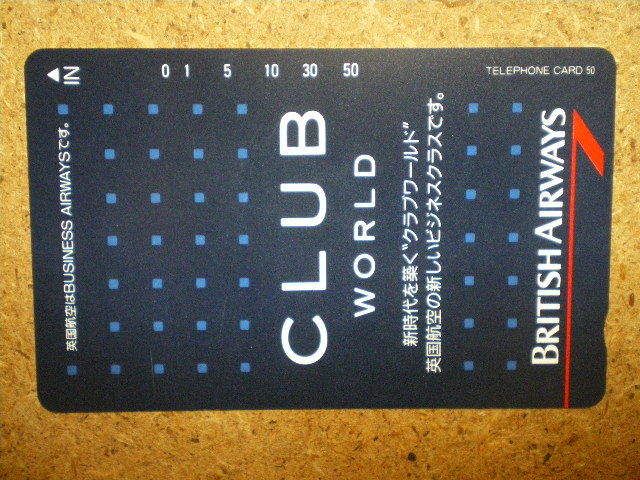 IN
0 1 5 10 30 50
TELEPHONE CARD 50
英国航空はBUSINESS AIRWAYSです。
CLUB
WORLD
新時代を築く"クラブワールド"
英国航空の新しいビジネスクラスです。
BRITISH AIRWAYS